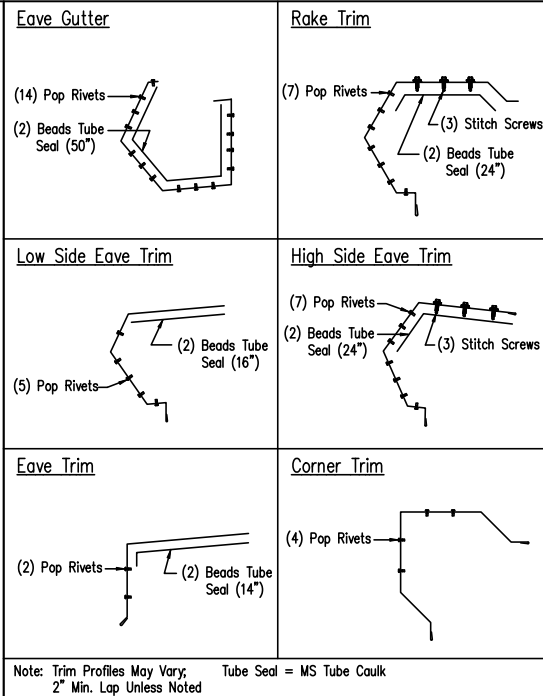 Eave Gutter
(14) Pop Rivets
(2) Beads Tube
Seal (50")
Rake Trim
(7) Pop Rivets
(3) Stitch Screws
(2) Beads Tube
Seal (24")
Low Side Eave Trim
(2) Beads Tube
Seal (16")
(5) Pop Rivets
High Side Eave Trim
(7) Pop Rivets
(2) Beads Tube
Seal (24")
(3) Stitch Screws
Eave Trim
(2) Pop Rivets
(2) Beads Tube
Seal (14")
Corner Trim
(4) Pop Rivets
Note: Trim Profiles May Vary; Tube Seal = MS Tube Caulk
2" Min. Lap Unless Noted